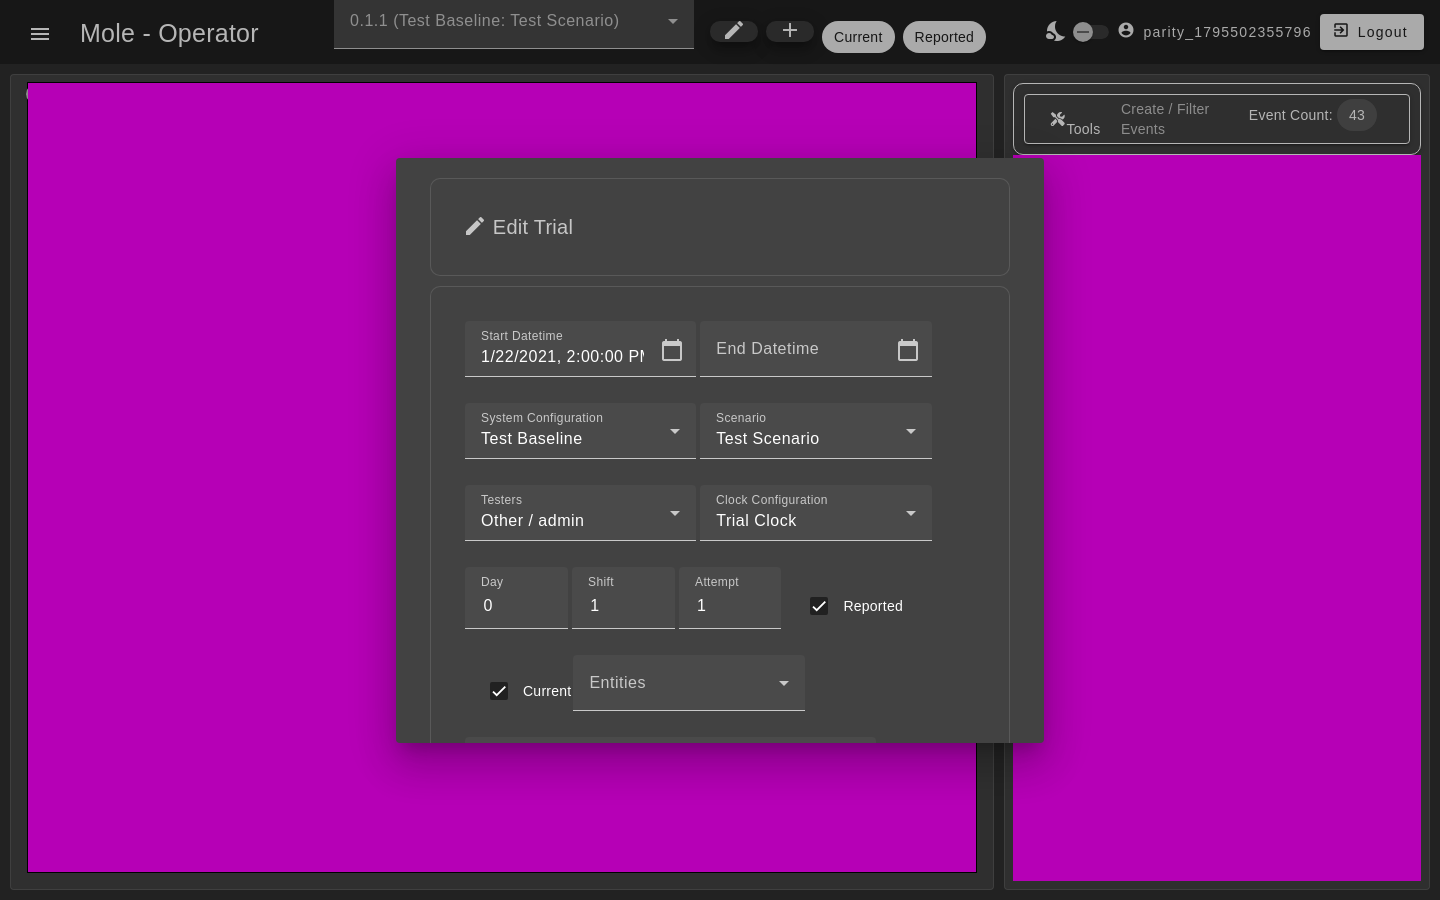 Mole - Operator
0.1.1 (Test Baseline: Test Scenario)
Current
Reported
parity_1795502355796
Logout
Tools
Create / Filter
Events
Event Count:
43
Edit Trial
Start Datetime
1/22/2021, 2:00:00 PM
End Datetime
System Configuration
Test Baseline
Scenario
Test Scenario
Testers
Other / admin
Clock Configuration
Trial Clock
Day
0
Shift
1
Attempt
1
Reported
Current
Entities